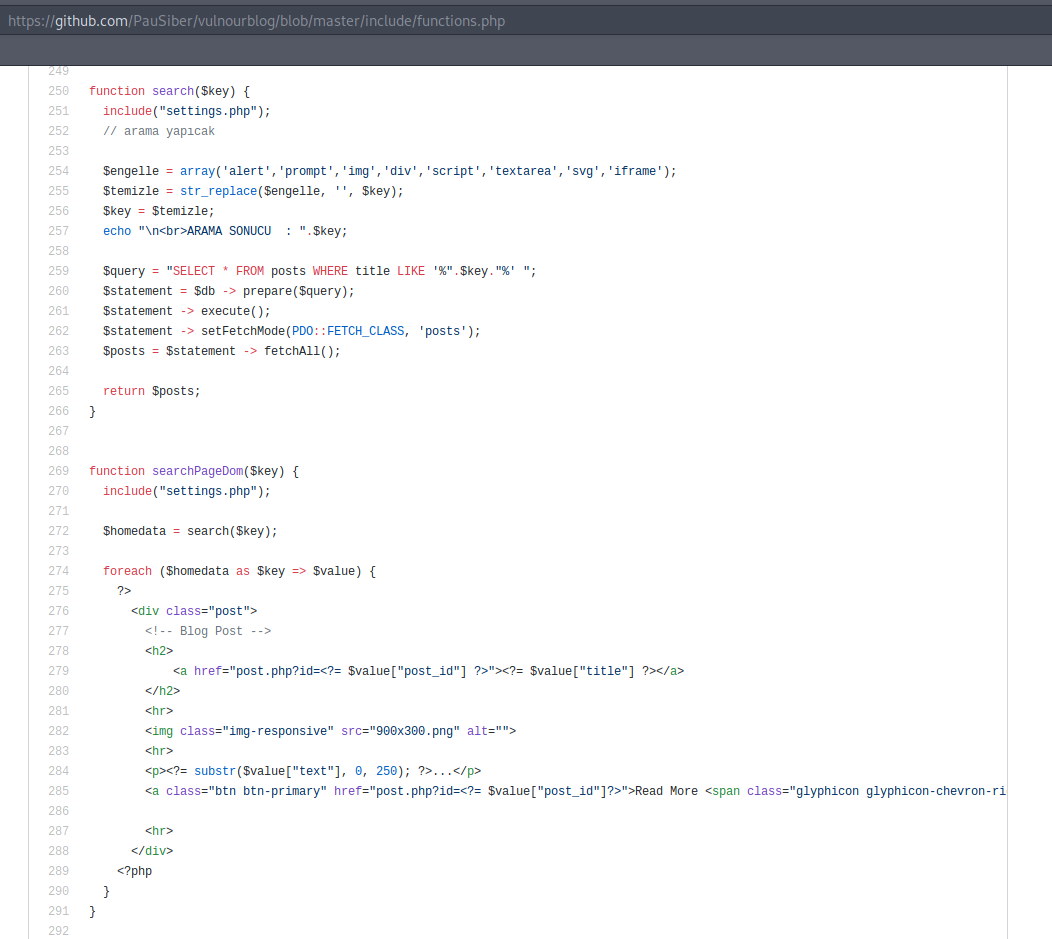 https://github.com/PauSiber/vulnourblog/blob/master/include/functions.php
249
250 function search($key) {
251   include("settings.php");
252   // arama yapıcak
253
254   $engelle = array('alert','prompt','img','div','script','textarea','svg','iframe');
255   $temizle = str_replace($engelle, '', $key);
256   $key = $temizle;
257   echo "\n<br>ARAMA SONUCU  : ".$key;
258
259   $query = "SELECT * FROM posts WHERE title LIKE '%".$key."%' ";
260   $statement = $db -> prepare($query);
261   $statement -> execute();
262   $statement -> setFetchMode(PDO::FETCH_CLASS, 'posts');
263   $posts = $statement -> fetchAll();
264
265   return $posts;
266 }
267
268
269 function searchPageDom($key) {
270   include("settings.php");
271
272   $homedata = search($key);
273
274   foreach ($homedata as $key => $value) {
275     ?>
276       <div class="post">
277         <!-- Blog Post -->
278         <h2>
279             <a href="post.php?id=<?= $value["post_id"] ?>"><?= $value["title"] ?></a>
280         </h2>
281         <hr>
282         <img class="img-responsive" src="900x300.png" alt="">
283         <hr>
284         <p><?= substr($value["text"], 0, 250); ?>...</p>
285         <a class="btn btn-primary" href="post.php?id=<?= $value["post_id"]?>">Read More <span class="glyphicon glyphicon-chevron-ri
286
287         <hr>
288       </div>
289     <?php
290   }
291 }
292